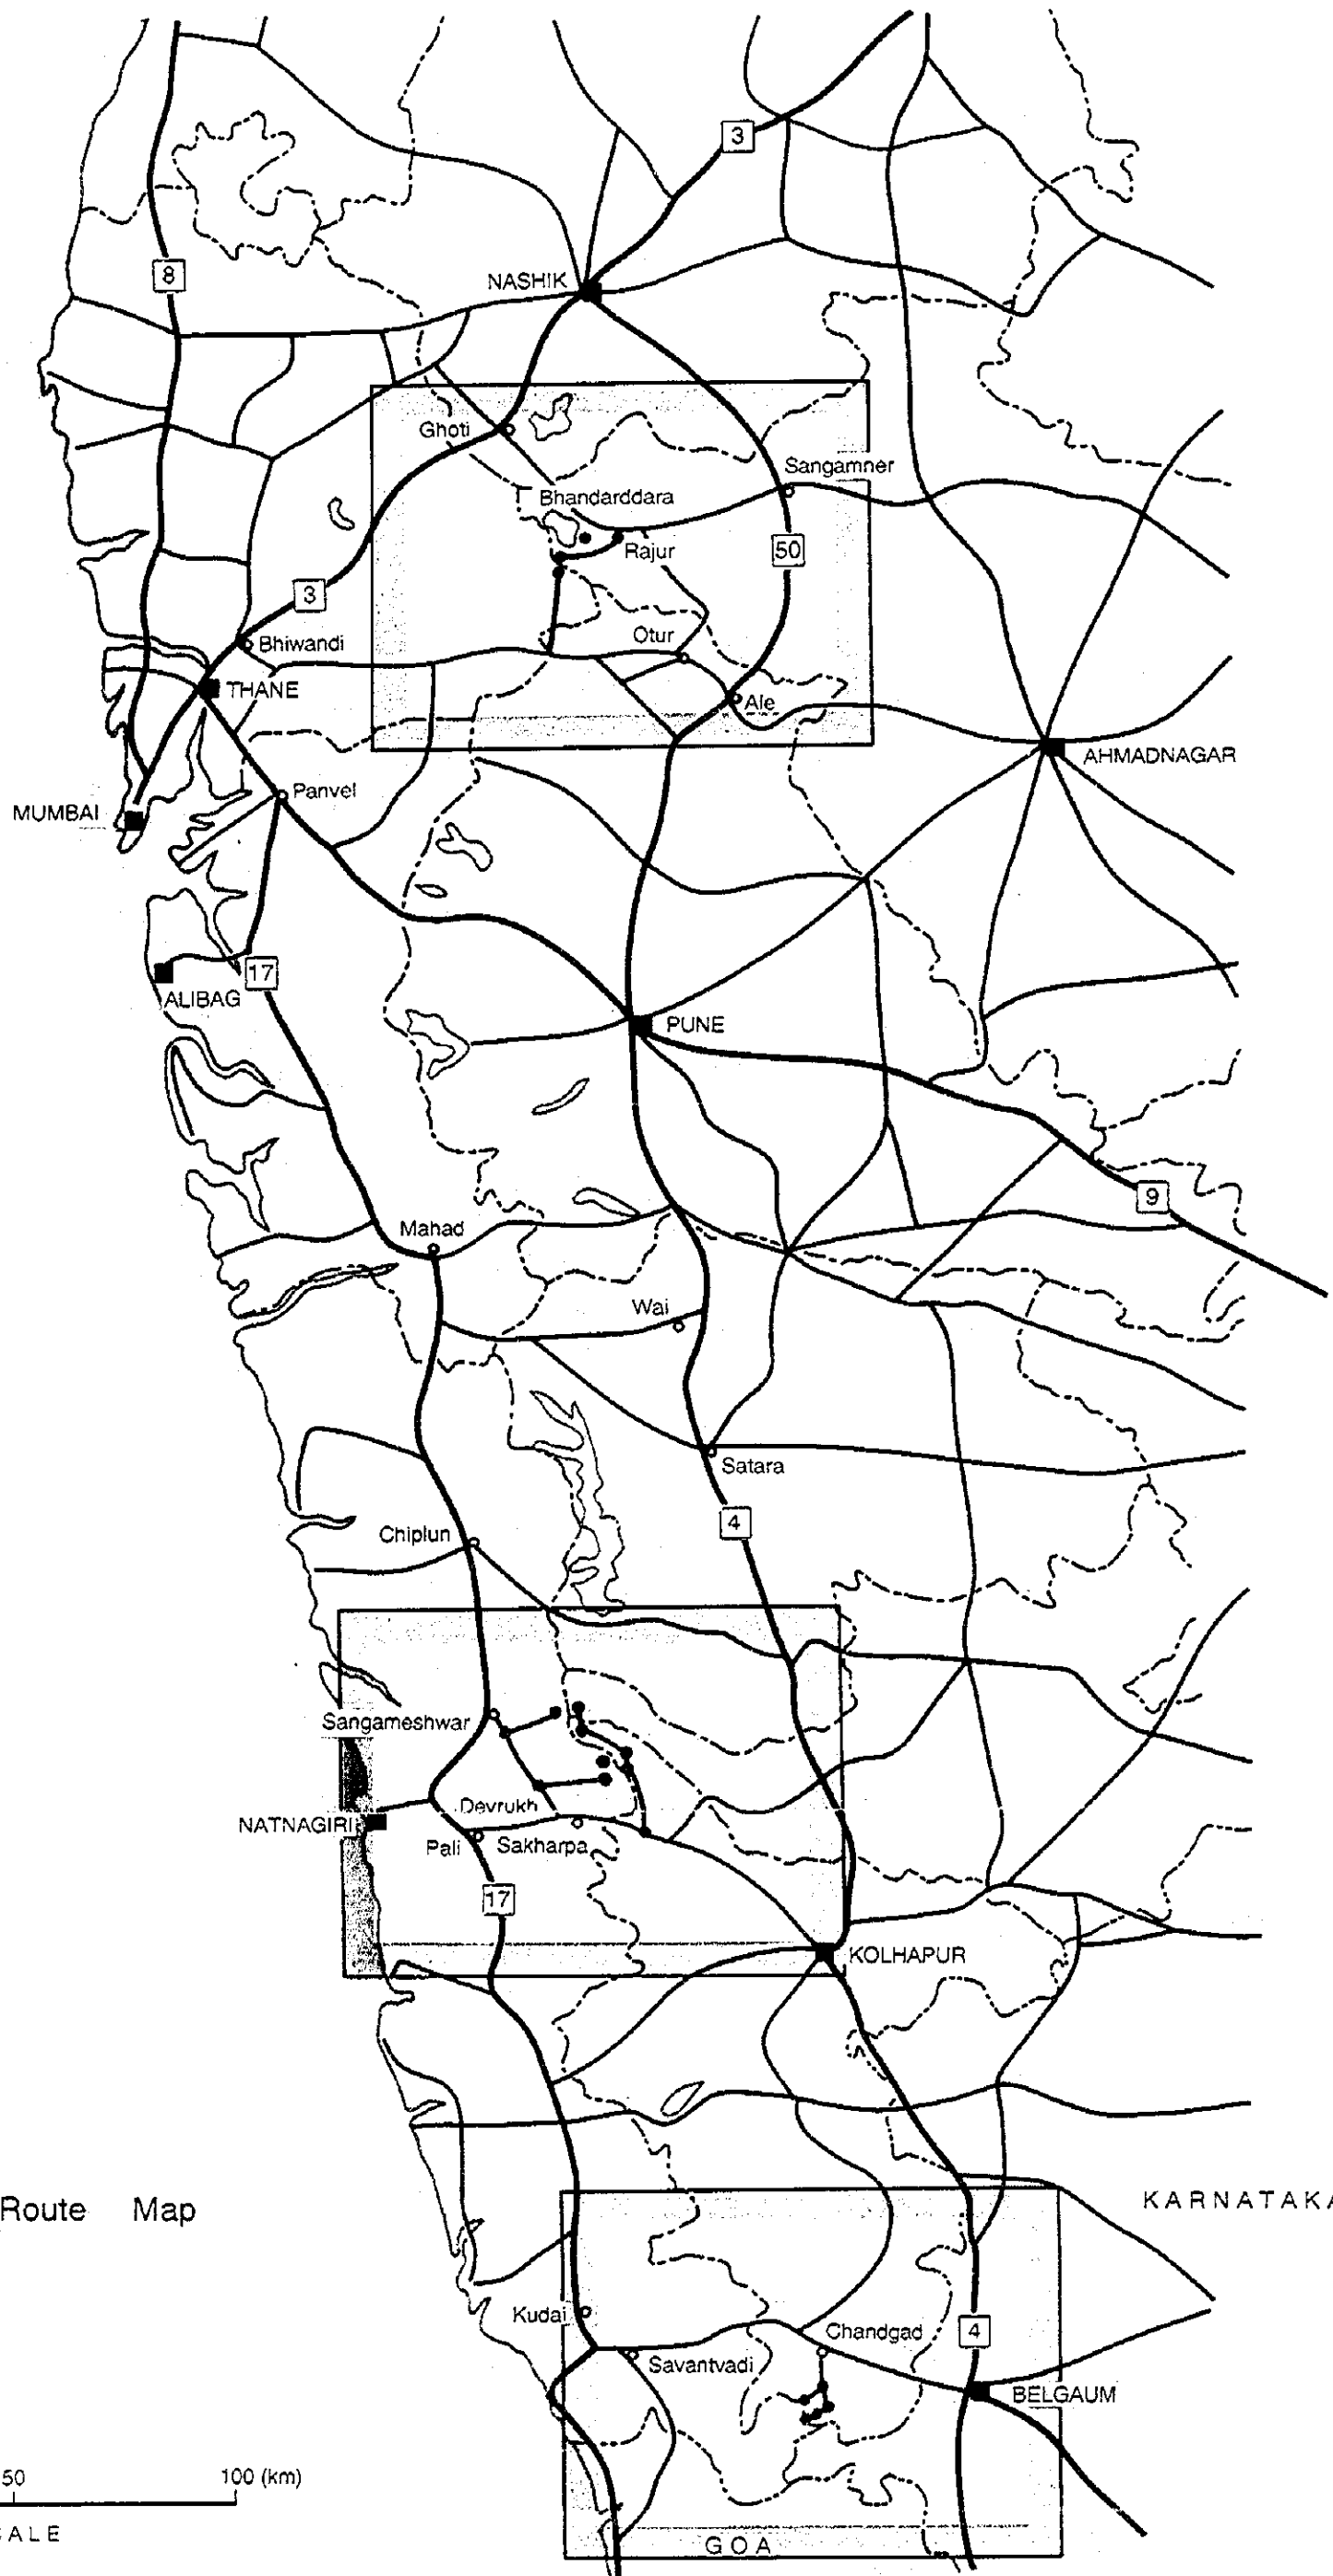 3
8
NASHIK
Ghoti
Sangamner
Bhandarddara
Rajur
50
3
Otur
Bhiwandi
THANE
Ale
AHMADNAGAR
Panvel
MUMBAI
17
ALIBAG
PUNE
9
Mahad
Wai
Satara
4
Chiplun
Sangameshwar
Devrukh
NATNAGIRI
Pali
Sakharpa
17
KOLHAPUR
Route Map
KARNATAKA
Kudai
Chandgad
4
Savantvadi
BELGAUM
50
100 (km)
CALE
GOA